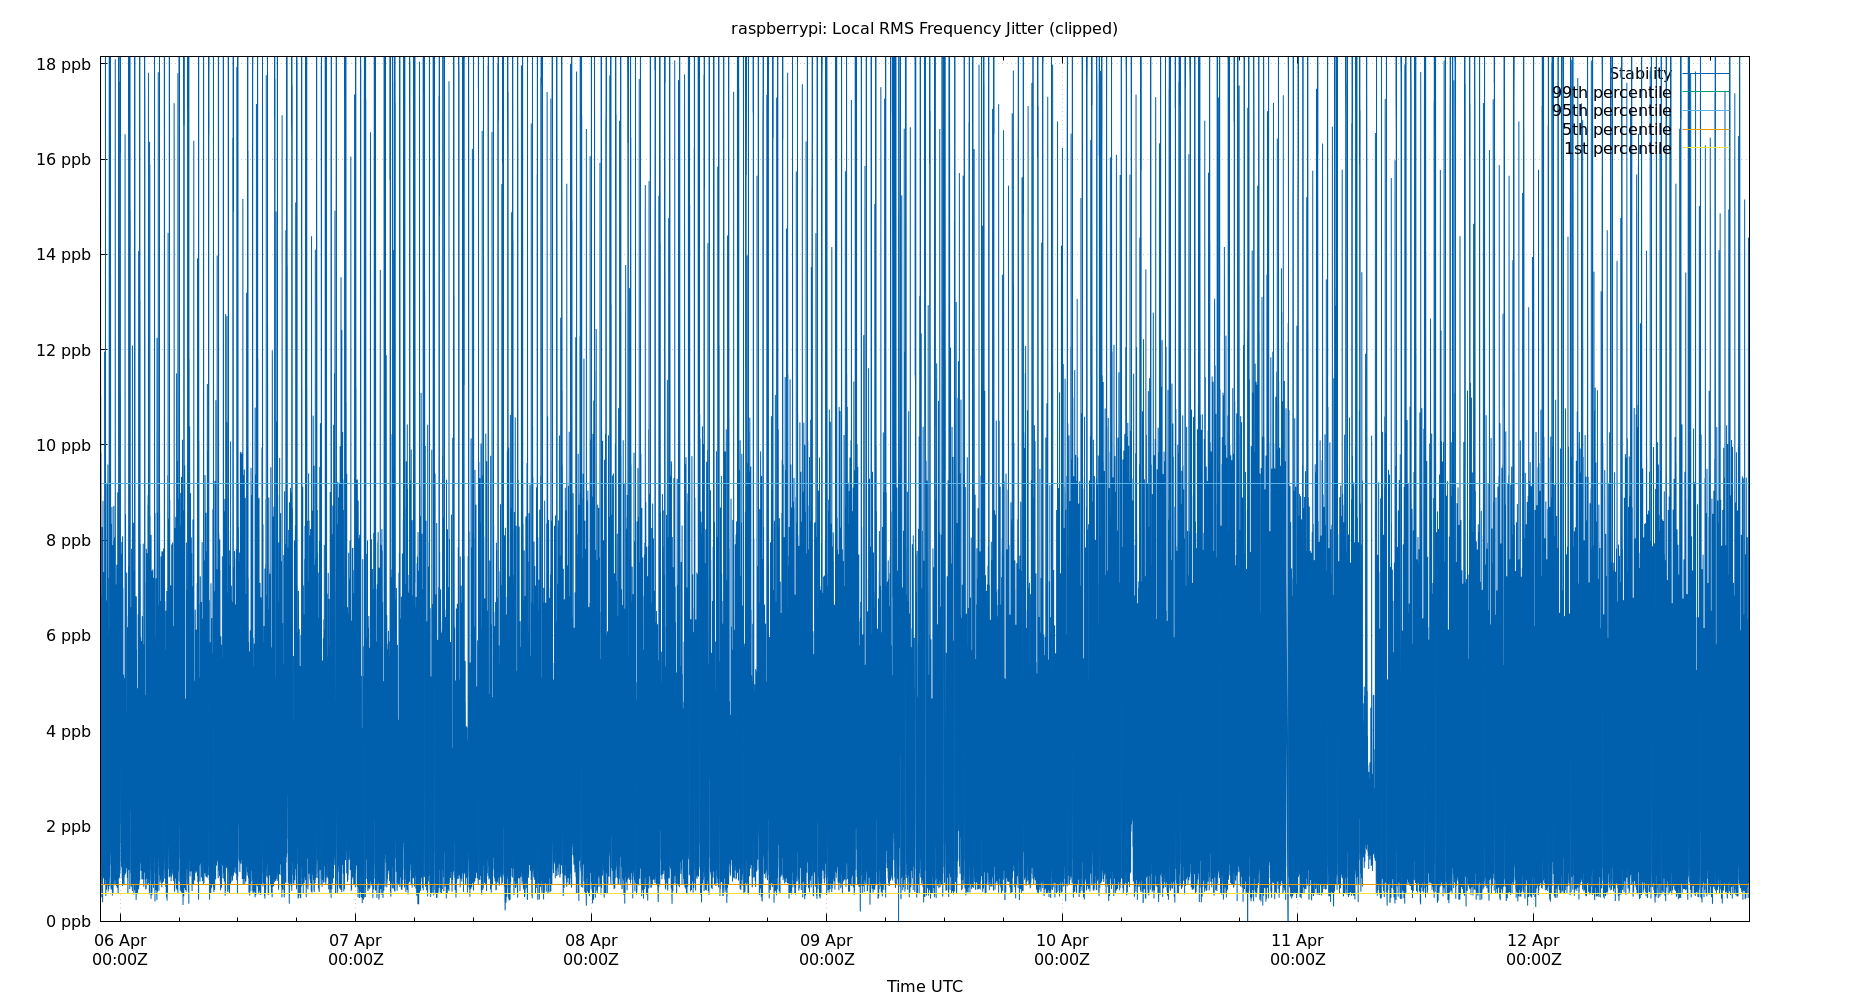 raspberrypi: Local RMS Frequency Jitter (clipped)
18 ppb
16 ppb
14 ppb
12 ppb
10 ppb
8 ppb
6 ppb
4 ppb
2 ppb
0 ppb
Stability
99th percentile
95th percentile
5th percentile
1st percentile
06 Apr
00:00Z
07 Apr
00:00Z
08 Apr
00:00Z
09 Apr
00:00Z
10 Apr
00:00Z
11 Apr
00:00Z
12 Apr
00:00Z
Time UTC